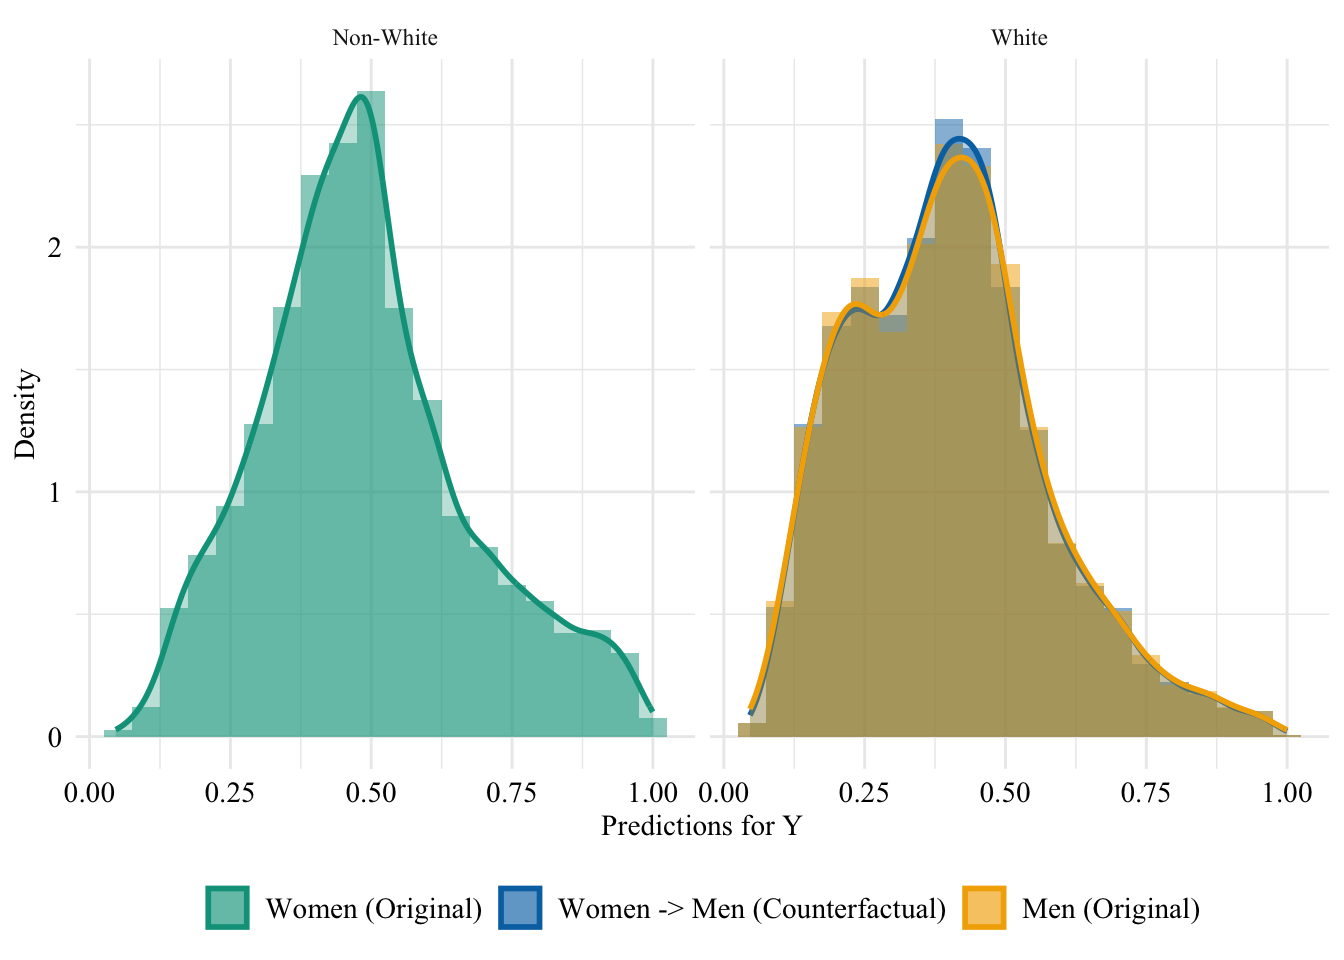 Non-White
White
Density
2
1
0
0.00 0.25 0.50 0.75 1.00 0.00 0.25 0.50 0.75 1.00
Predictions for Y
Women (Original) Women -> Men (Counterfactual) Men (Original)